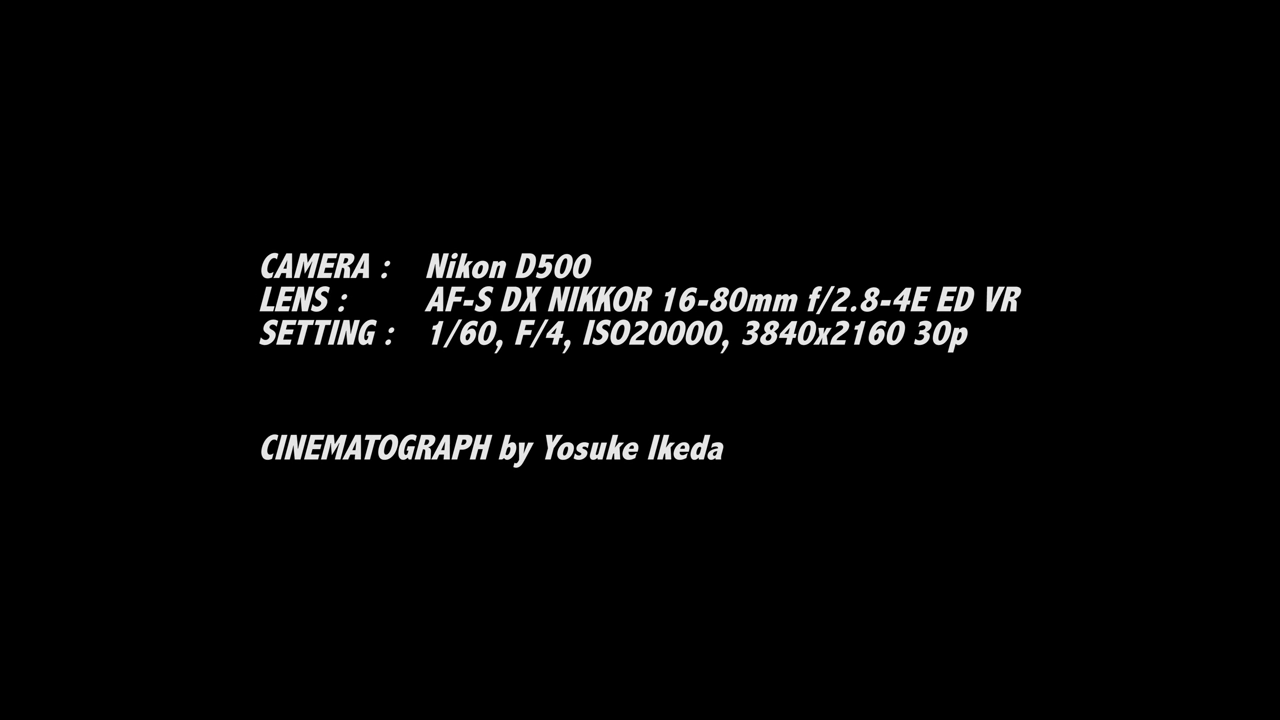 CAMERA : Nikon D500
LENS : AF-S DX NIKKOR 16-80mm f/2.8-4E ED VR
SETTING : 1/60, F/4, ISO20000, 3840x2160 30p
CINEMATOGRAPH by Yosuke Ikeda